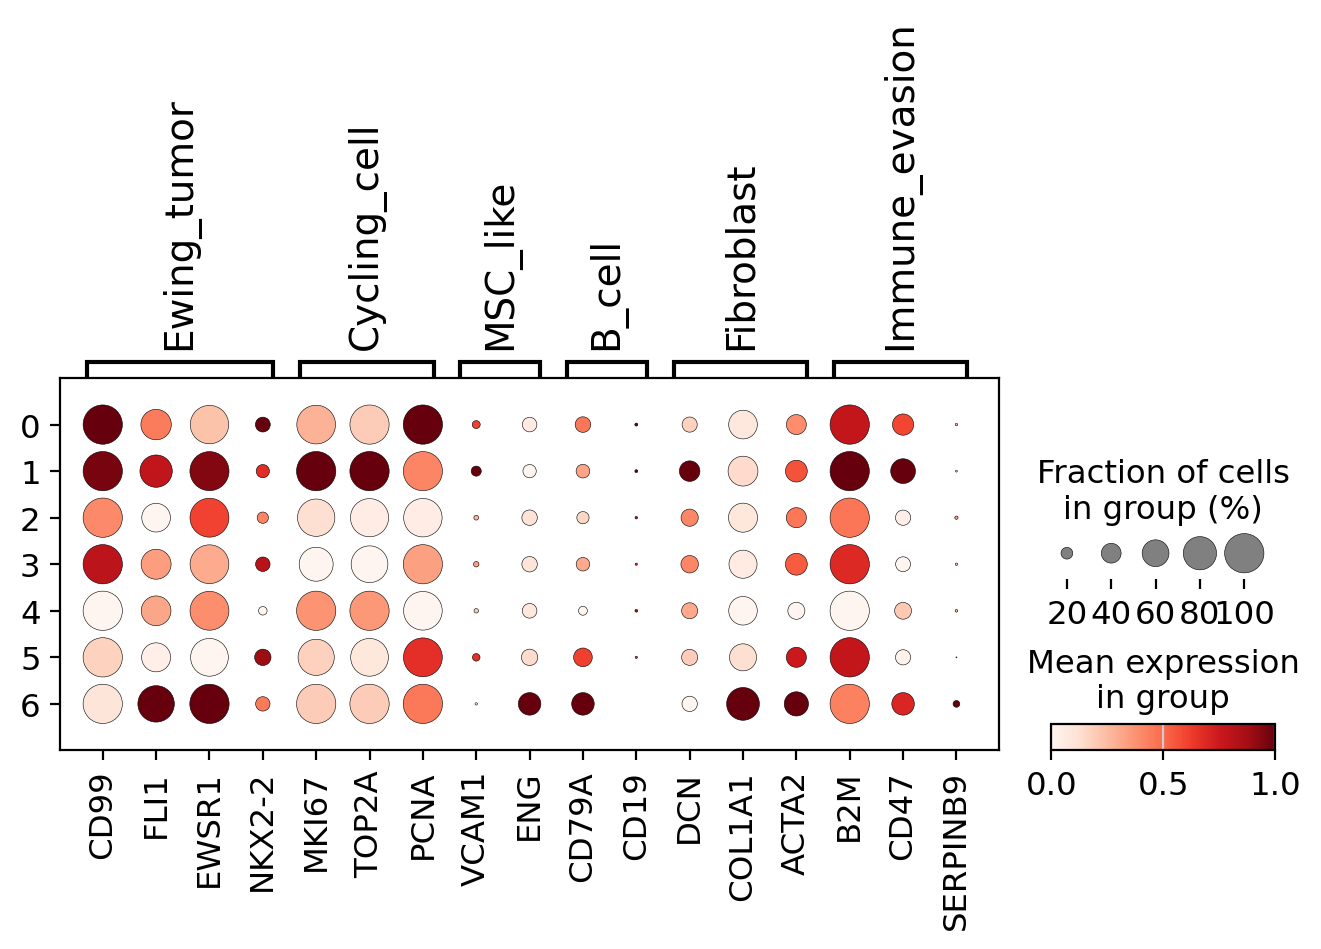 Ewing_tumor
Cycling_cell
MSC_like
B_cell
Fibroblast
Immune_evasion
0
1
2
3
4
5
6
CD99
FLI1
EWSR1
NKX2-2
MKI67
TOP2A
PCNA
VCAM1
ENG
CD79A
CD19
DCN
COL1A1
ACTA2
B2M
CD47
SERPINB9
Fraction of cells
in group (%)
20 40 60 80 100
Mean expression
in group
0.0 0.5 1.0